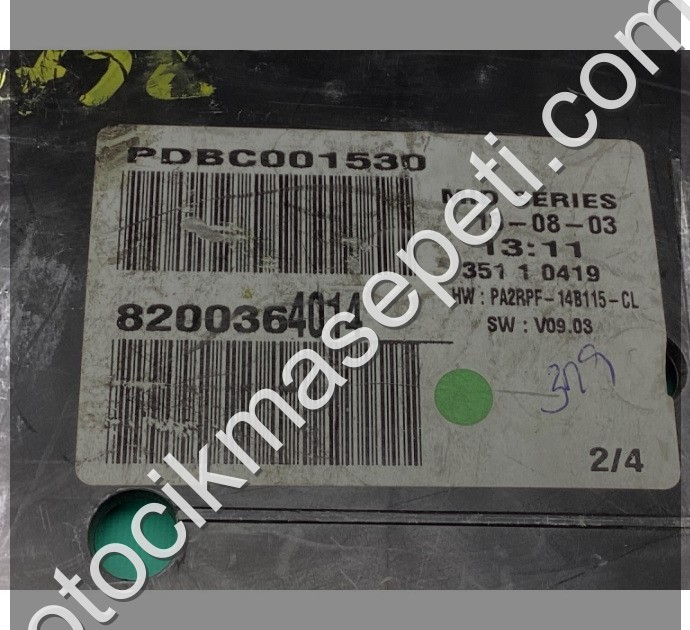 PDBC001530
SERIES
-08-03
13:11
351 1 0419
HW : PA2RPF-14B115-CL
SW : V09.03
8200364014
2/4
otocikmasepeti.com